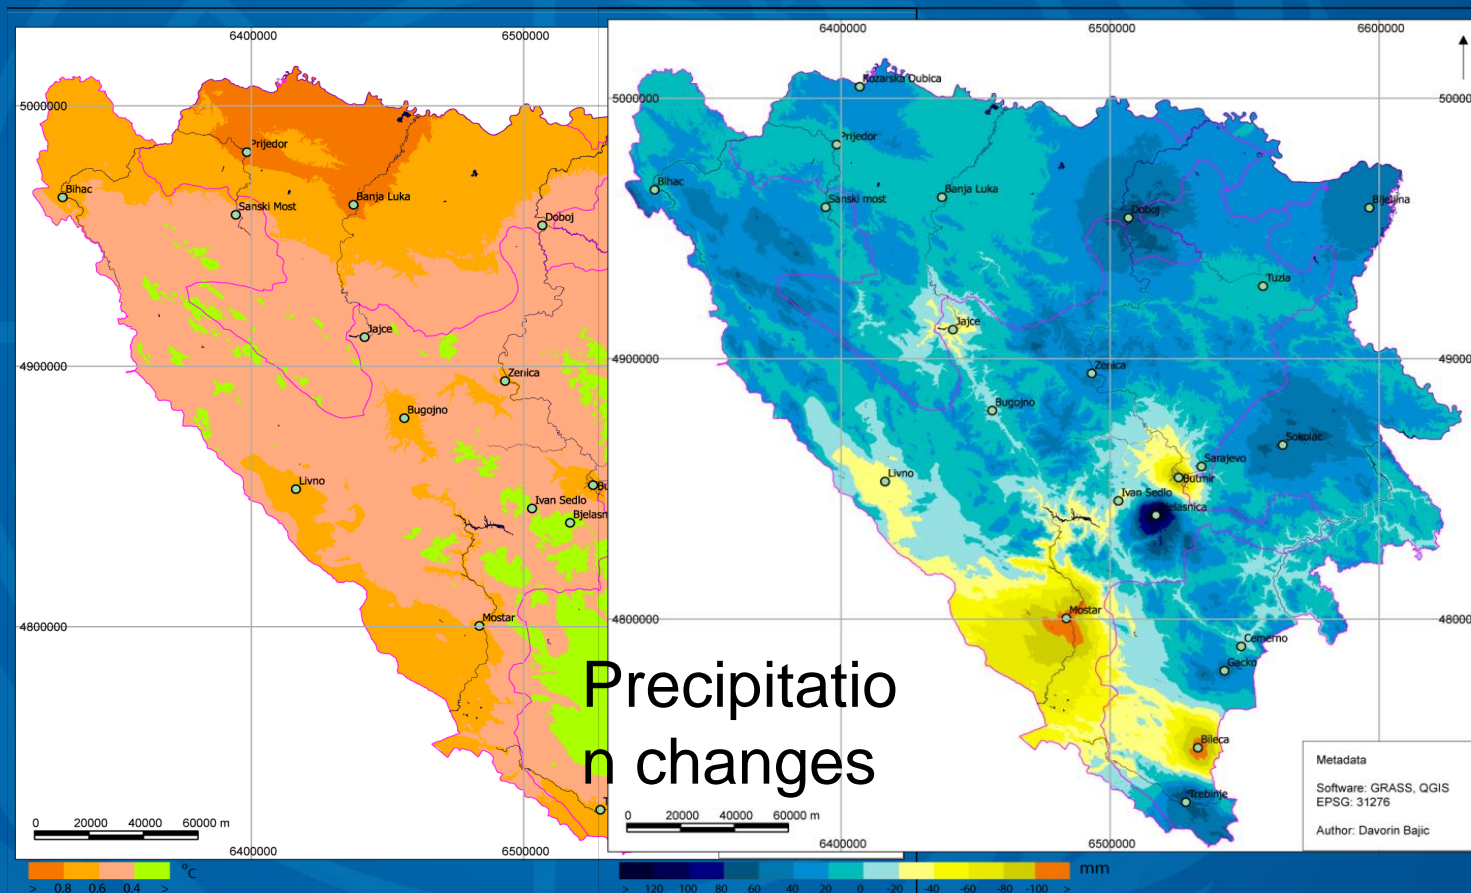 6400000 6500000
5000000
Prijedor
Bihac
Sanski Most
Banja Luka
Doboj
Jajce
4900000
Zenica
Bugojno
Livno
Ivan Sedlo
Bjelasn
Mostar
4800000
0 20000 40000 60000 m
6400000 6500000
> 0.8 0.6 0.4 >
°C
6400000 6500000 6600000
Kozarska Dubica
5000000
50000
Prijedor
Bihac
Sanski most
Banja Luka
Doboj
Bijeljina
Tuzla
Jajce
4900000
49000
Zenica
Bugojno
Sokolac
Sarajevo
Livno
Butmir
Ivan Sedlo
Bjelasnica
Mostar
4800000
48000
Cemerno
Gacko
Bileca
Trebinje
Precipitatio
n changes
0 20000 40000 60000 m
6400000 6500000
Metadata
Software: GRASS, QGIS
EPSG: 31276
Author: Davorin Bajic
> 120 100 80 60 40 20 0 -20 -40 -60 -80 -100 >
mm